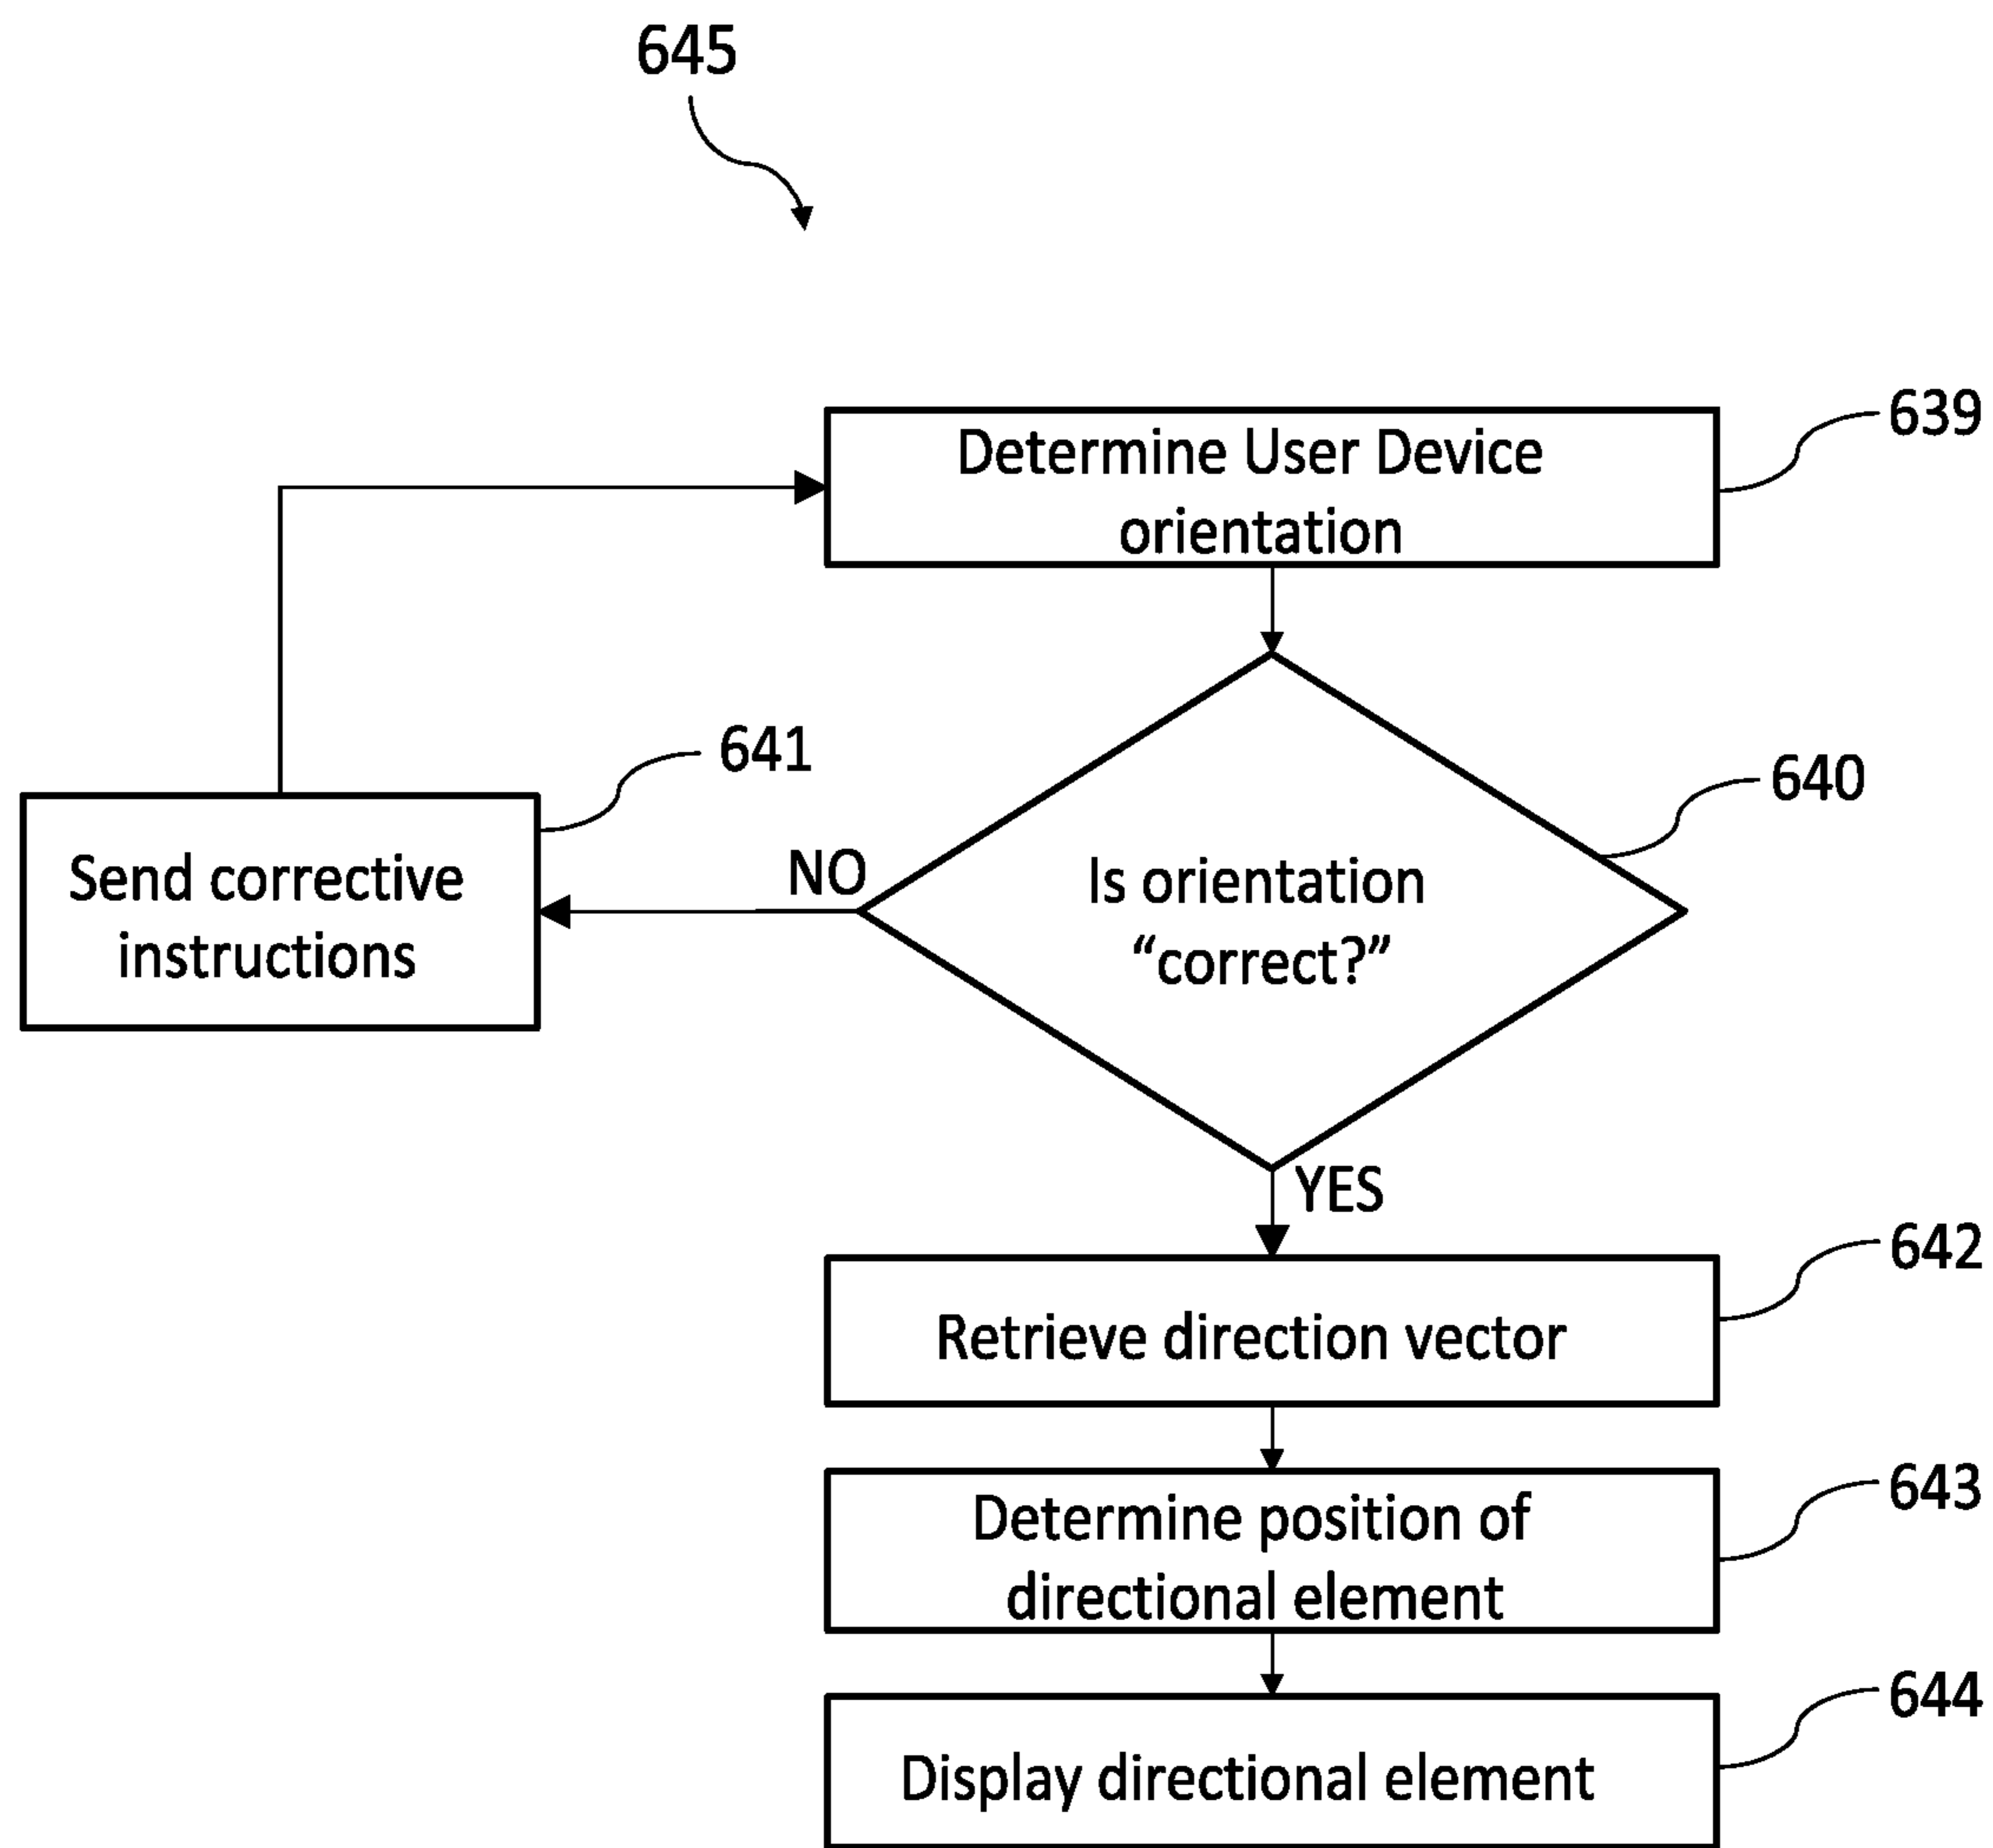 645
639
Determine User Device
orientation
641
640
Send corrective
instructions
NO
Is orientation
“correct?”
YES
642
Retrieve direction vector
643
Determine position of
directional element
644
Display directional element